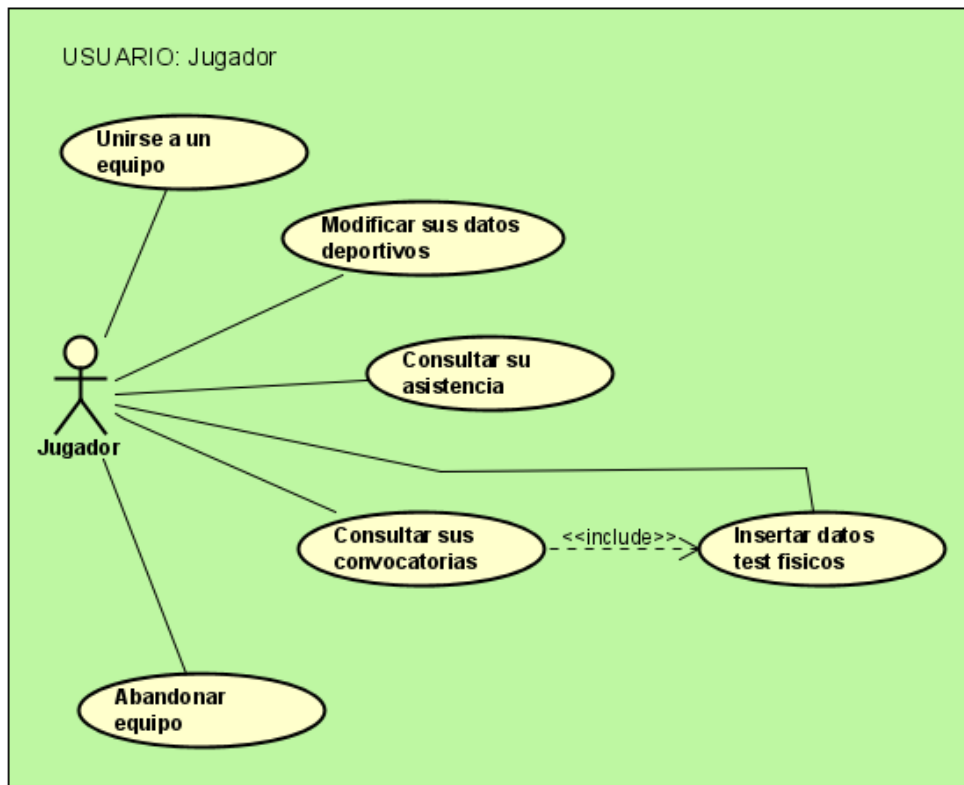 USUARIO: Jugador
Unirse a un
equipo
Modificar sus datos
deportivos
Consultar su
asistencia
Jugador
Consultar sus
convocatorias
<<include>>
Insertar datos
test fisicos
Abandonar
equipo